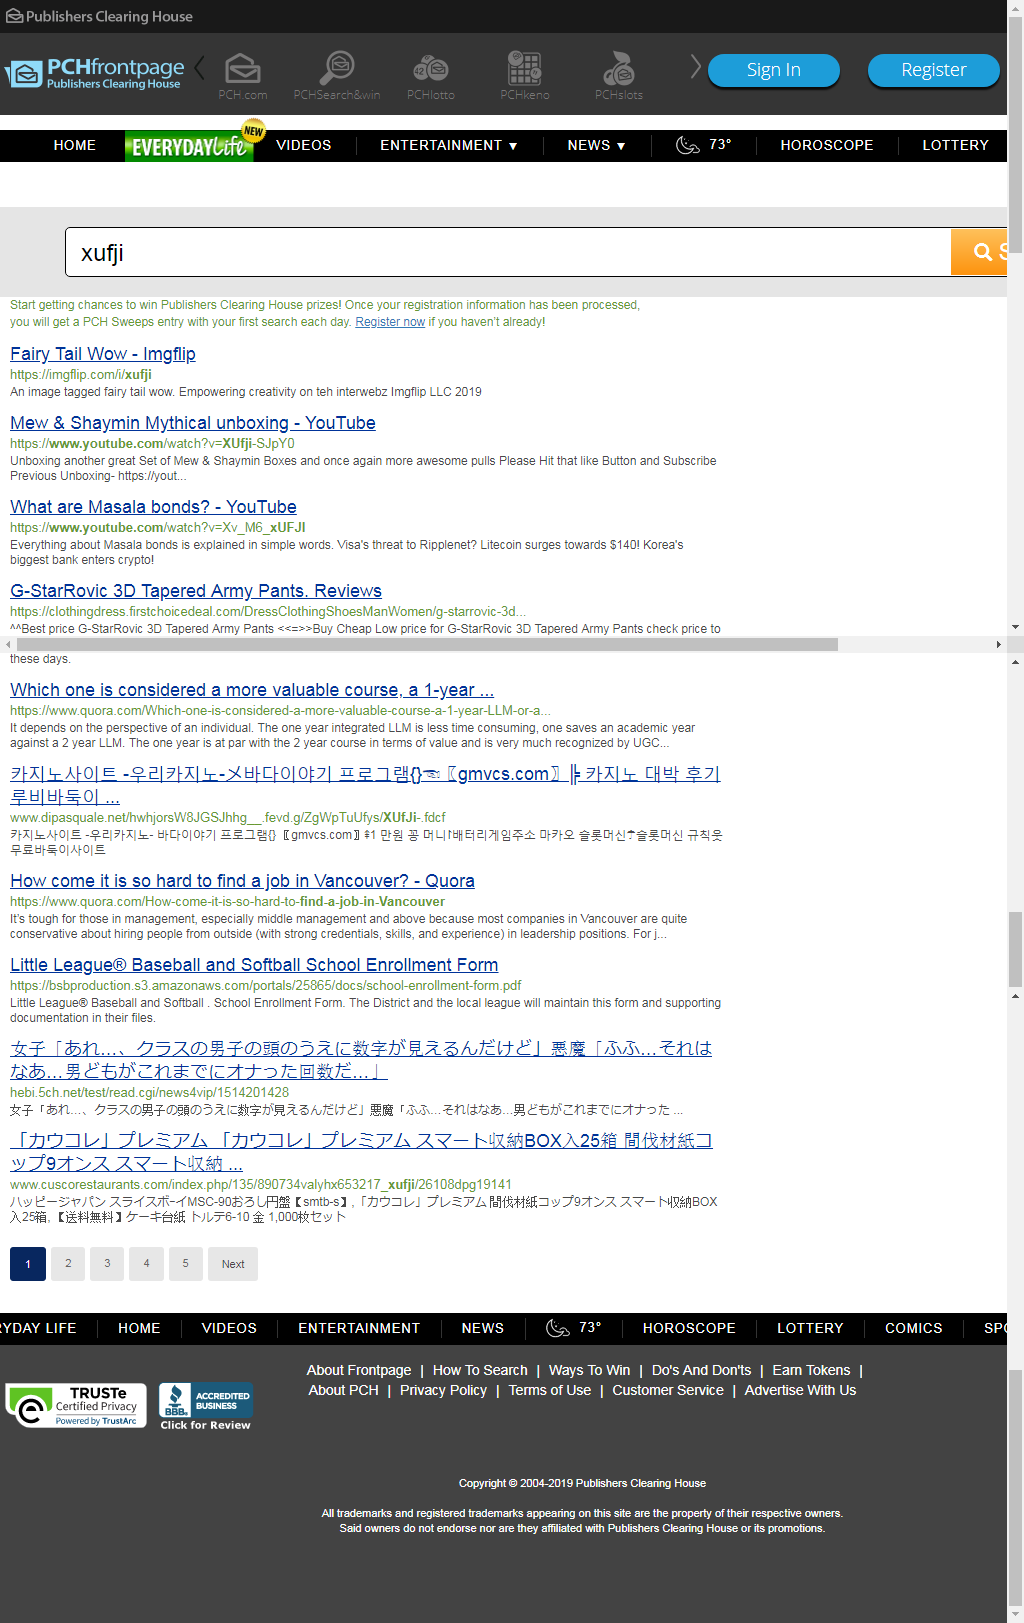 Publishers Clearing House
PCHfrontpage
Publishers Clearing House
PCH.com
PCHSearch&win
PCHlotto
PCHkeno
PCHslots
Sign In
Register
HOME
EVERYDAY Life
NEW
VIDEOS
ENTERTAINMENT ▼
NEWS ▼
73°
HOROSCOPE
LOTTERY
xufji
S
Start getting chances to win Publishers Clearing House prizes! Once your registration information has been processed,
you will get a PCH Sweeps entry with your first search each day. Register now if you haven't already!
Fairy Tail Wow - Imgflip
https://imgflip.com/i/xufji
An image tagged fairy tail wow. Empowering creativity on teh interwebz Imgflip LLC 2019
Mew & Shaymin Mythical unboxing - YouTube
https://www.youtube.com/watch?v=XUfji-SJpY0
Unboxing another great Set of Mew & Shaymin Boxes and once again more awesome pulls Please Hit that like Button and Subscribe
Previous Unboxing- https://yout...
What are Masala bonds? - YouTube
https://www.youtube.com/watch?v=Xv_M6_xUFJI
Everything about Masala bonds is explained in simple words. Visa's threat to Ripplenet? Litecoin surges towards $140! Korea's
biggest bank enters crypto!
G-StarRovic 3D Tapered Army Pants. Reviews
https://clothingdress.firstchoicedeal.com/DressClothingShoesManWomen/g-starrovic-3d...
^^Best price G-StarRovic 3D Tapered Army Pants <<=>>Buy Cheap Low price for G-StarRovic 3D Tapered Army Pants check price to
these days.
Which one is considered a more valuable course, a 1-year ...
https://www.quora.com/Which-one-is-considered-a-more-valuable-course-a-1-year-LLM-or-a...
It depends on the perspective of an individual. The one year integrated LLM is less time consuming, one saves an academic year
against a 2 year LLM. The one year is at par with the 2 year course in terms of value and is very much recognized by UGC...
카지노사이트 -우리카지노-メ바다이야기 프로그램{}☜〖gmvcs.com〗╠ 카지노 대박 후기
루비바둑이 ...
www.dipasquale.net/hwhjorsW8JGSJhhg__.fevd.g/ZgWpTuUfys/XUfJi-.fdcf
카지노사이트 -우리카지노- 바다이야기 프로그램{}〖gmvcs.com〗⇞1 만원 꽁 머니↾배터리게임주소 마카오 슬롯머신☂슬롯머신 규칙웃
무료바둑이사이트
How come it is so hard to find a job in Vancouver? - Quora
https://www.quora.com/How-come-it-is-so-hard-to-find-a-job-in-Vancouver
It's tough for those in management, especially middle management and above because most companies in Vancouver are quite
conservative about hiring people from outside (with strong credentials, skills, and experience) in leadership positions. For j...
Little League® Baseball and Softball School Enrollment Form
https://bsbproduction.s3.amazonaws.com/portals/25865/docs/school-enrollment-form.pdf
Little League® Baseball and Softball . School Enrollment Form. The District and the local league will maintain this form and supporting
documentation in their files.
女子「あれ…、クラスの男子の頭のうえに数字が見えるんだけど」悪魔「ふふ…それは
なあ…男どもがこれまでにオナった回数だ…」
hebi.5ch.net/test/read.cgi/news4vip/1514201428
女子「あれ…、クラスの男子の頭のうえに数字が見えるんだけど」悪魔「ふふ…それはなあ…男どもがこれまでにオナった ...
「カウコレ」プレミアム 「カウコレ」プレミアム スマート収納BOX入25箱 間伐材紙コ
ップ9オンス スマート収納 ...
www.cuscorestaurants.com/index.php/135/890734valyhx653217_xufji/26108dpg19141
ハッピージャパン スライスボーイMSC-90おろし円盤【smtb-s】,「カウコレ」プレミアム 間伐材紙コップ9オンス スマート収納BOX
入25箱,【送料無料】ケーキ台紙 トルテ6-10 金 1,000枚セット
1
2
3
4
5
Next
RYDAY LIFE
HOME
VIDEOS
ENTERTAINMENT
NEWS
73°
HOROSCOPE
LOTTERY
COMICS
SPO
About Frontpage | How To Search | Ways To Win | Do's And Don'ts | Earn Tokens |
About PCH | Privacy Policy | Terms of Use | Customer Service | Advertise With Us
TRUSTe
Certified Privacy
Powered by TrustArc
BBB
ACCREDITED
BUSINESS
Click for Review
Copyright © 2004-2019 Publishers Clearing House
All trademarks and registered trademarks appearing on this site are the property of their respective owners.
Said owners do not endorse nor are they affiliated with Publishers Clearing House or its promotions.